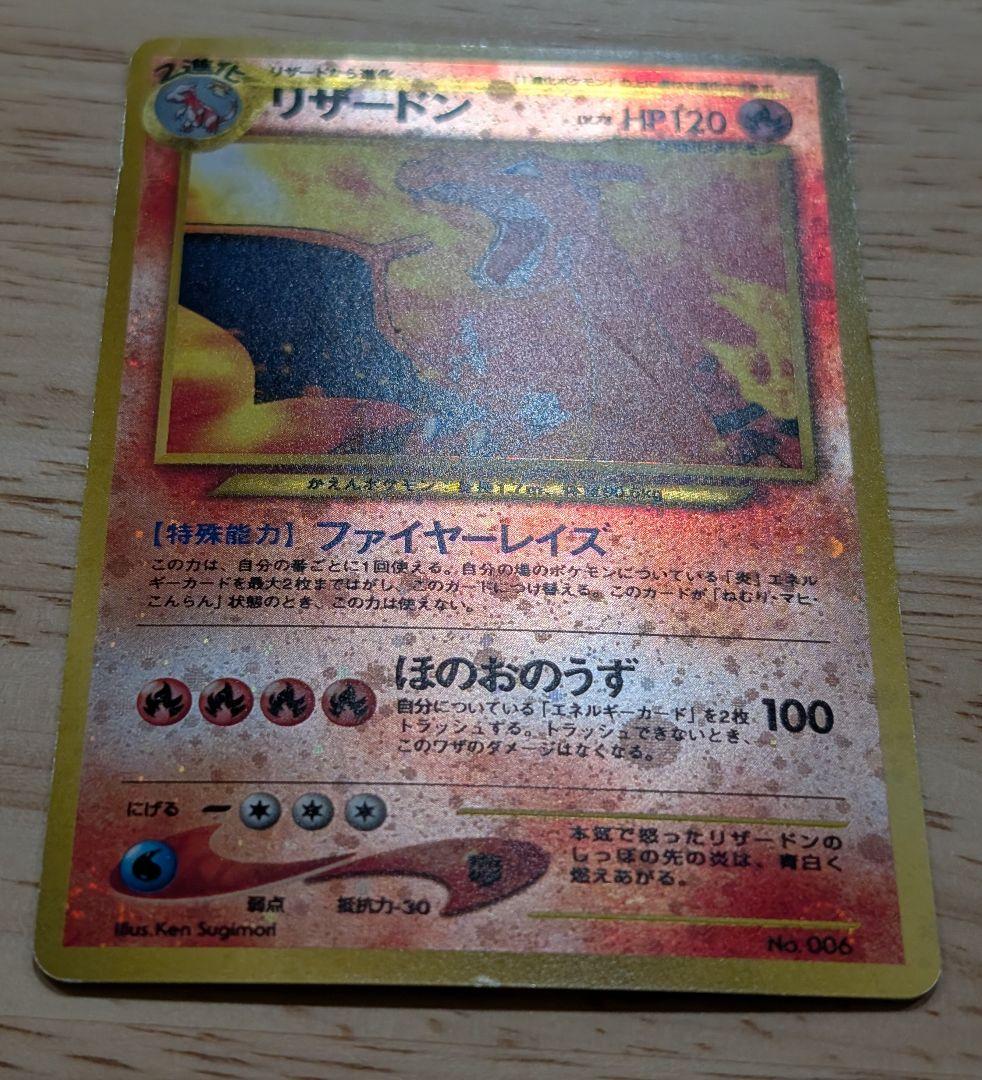 2進化
リザードから進化
リザードン
HP120
かえんポケモン
【特殊能力】ファイヤーレイズ
この力は、自分の番ごとに1回使える。自分の場のポケモンについている「炎」エネル
ギーカードを最大2枚まではがし、このカードにつけ替える。このカードが「ねむり・マヒ・
こんらん」状態のとき、この力は使えない。
ほのおのうず
自分についている「エネルギーカード」を2枚
トラッシュする。トラッシュできないとき、
このワザのダメージはなくなる。
100
にげる
本気で怒ったリザードンの
しっぽの先の炎は、青白く
燃えあがる。
弱点
抵抗力-30
Illus. Ken Sugimori
No. 006